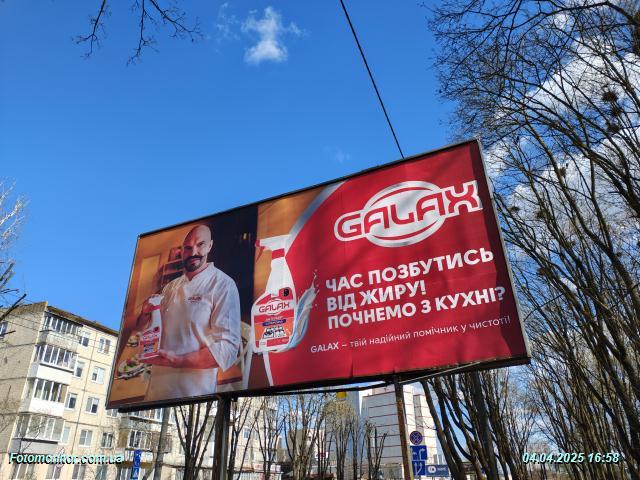 GALAX
ЧАС ПОЗБУТИСЬ
ВІД ЖИРУ!
ПОЧНЕМО З КУХНІ?
GALAX – твій надійний помічник у чистоті!
GALAX
Fotomonitor.com.ua
04.04.2025 16:58